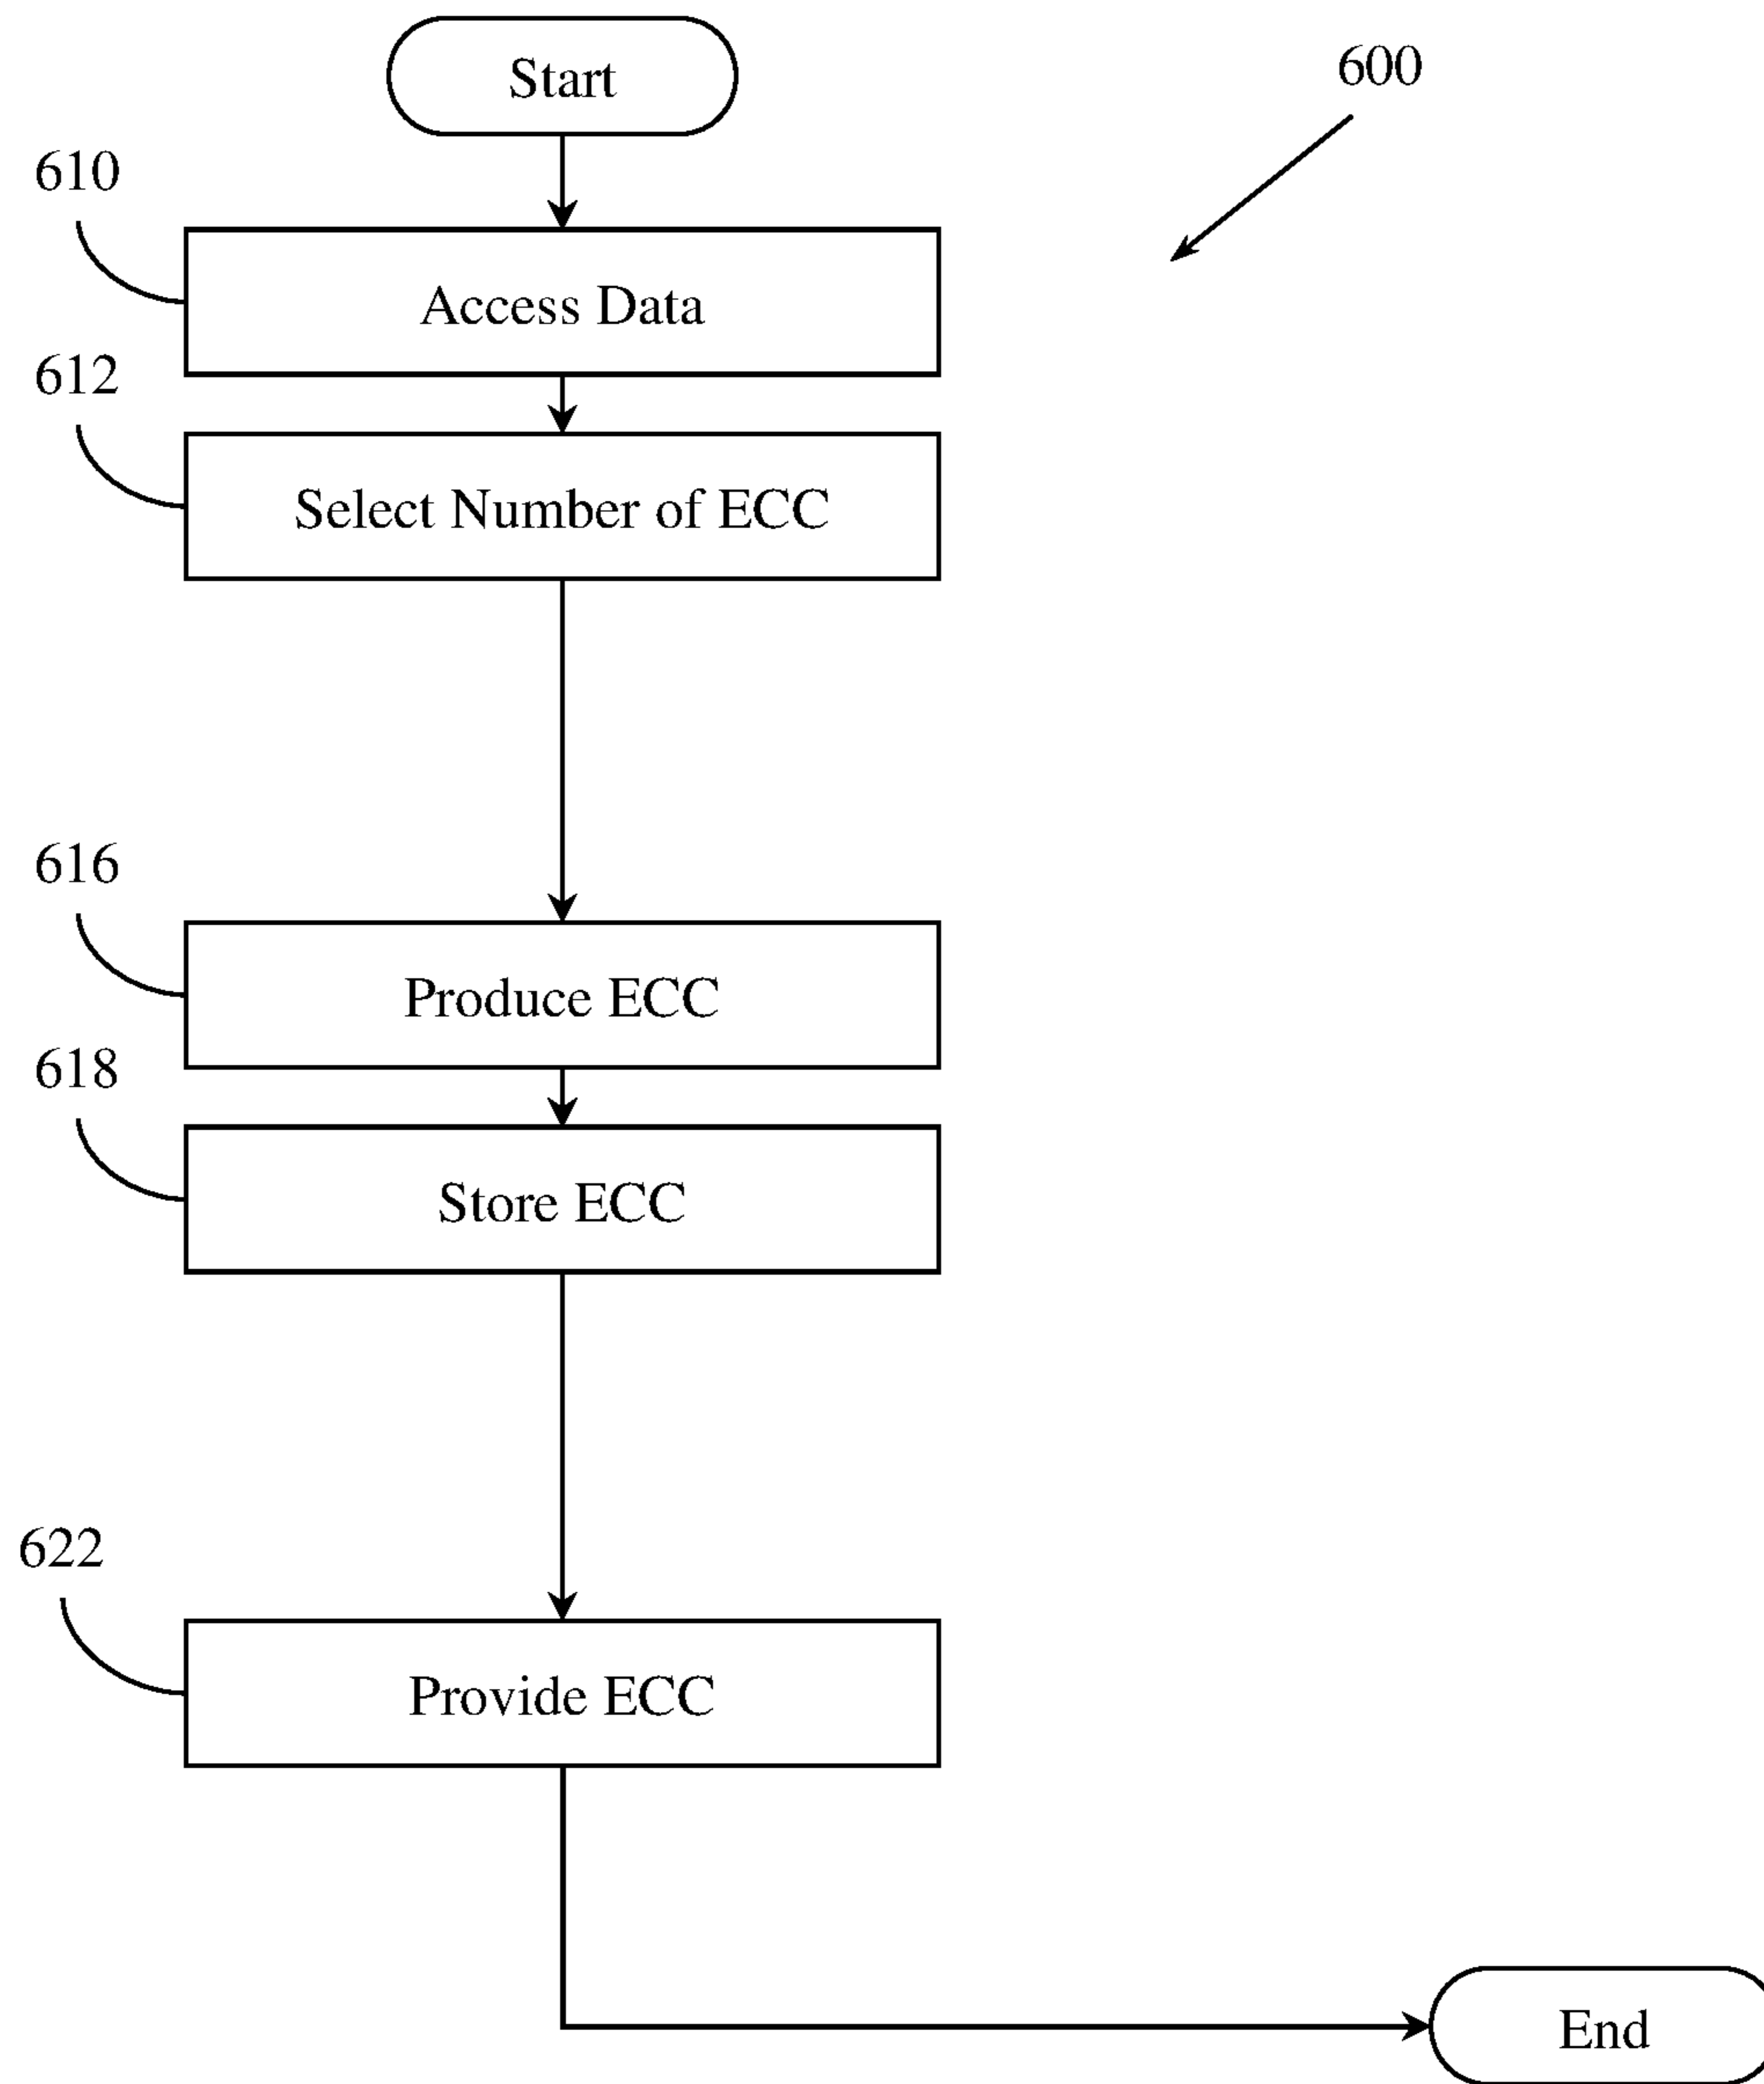 Start
600
610
Access Data
612
Select Number of ECC
616
Produce ECC
618
Store ECC
622
Provide ECC
End